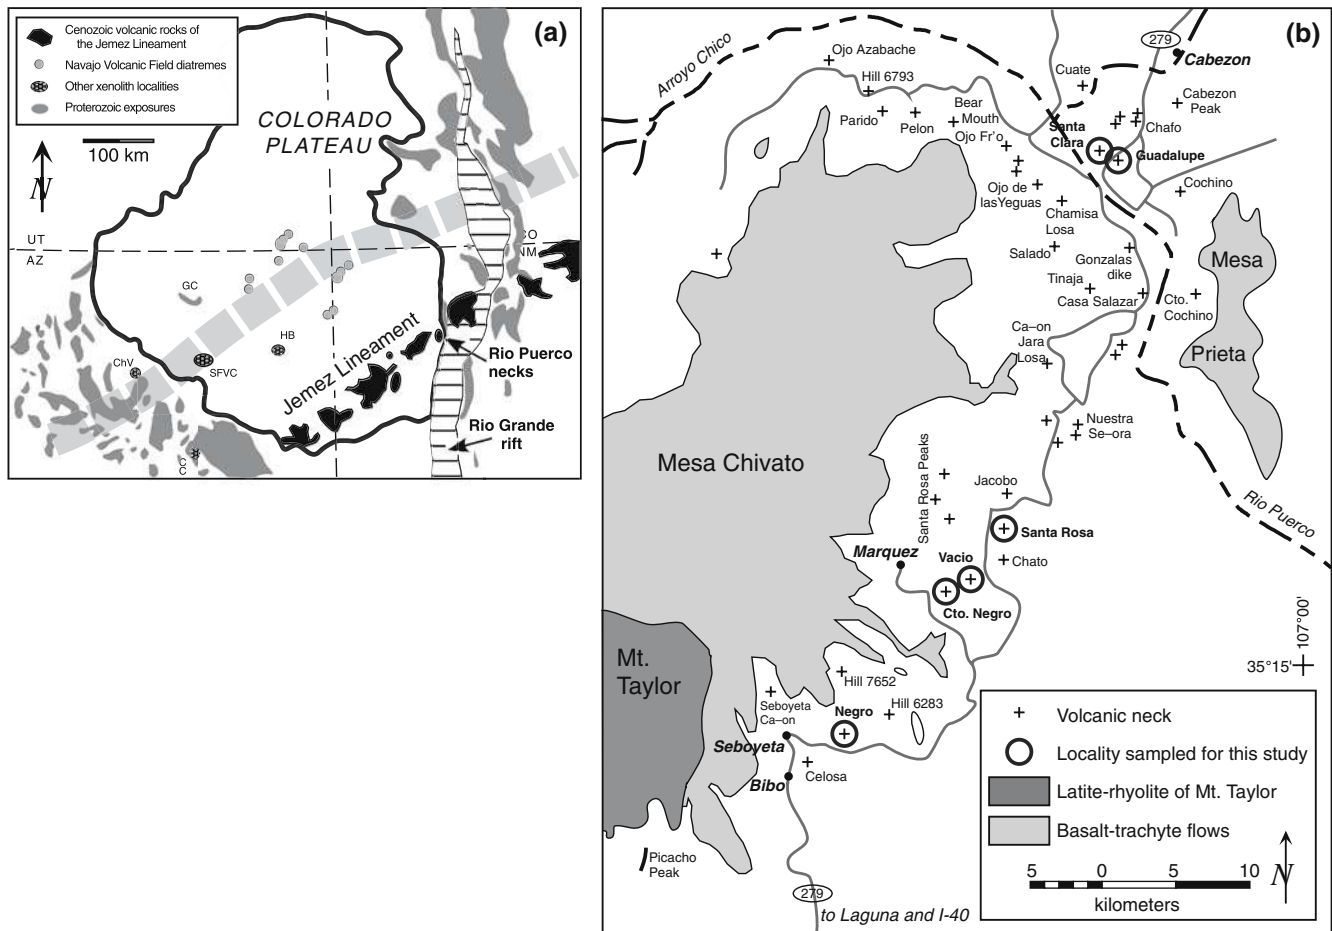 (a)
Cenozoic volcanic rocks of
the Jemez Lineament
Navajo Volcanic Field diatremes
Other xenolith localities
Proterozoic exposures
100 km
N
COLORADO
PLATEAU
UT
AZ
CO
NM
GC
HB
ChV
SFVC
C
C
Jemez Lineament
Rio Puerco
necks
Rio Grande
rift
(b)
Arroyo Chico
Ojo Azabache
Hill 6793
Parido
Pelon
Bear
Mouth
Ojo Fr'o
Cuate
279
Cabezon
Cabezon
Peak
Chafo
Santa
Clara
Guadalupe
Cochino
Ojo de
lasYeguas
Chamisa
Losa
Salado
Gonzalas
dike
Tinaja
Casa Salazar
Cto.
Cochino
Mesa
Prieta
Ca–on
Jara
Losa
Nuestra
Se–ora
Mesa Chivato
Santa Rosa Peaks
Jacobo
Santa Rosa
Rio Puerco
Marquez
Vacio
Chato
Cto. Negro
Mt.
Taylor
Hill 7652
Seboyeta
Ca–on
Negro
Hill 6283
Seboyeta
Celosa
Bibo
Picacho
Peak
279
to Laguna and I-40
107°00'
35°15'
Volcanic neck
Locality sampled for this study
Latite-rhyolite of Mt. Taylor
Basalt-trachyte flows
5 0 5 10
kilometers
N